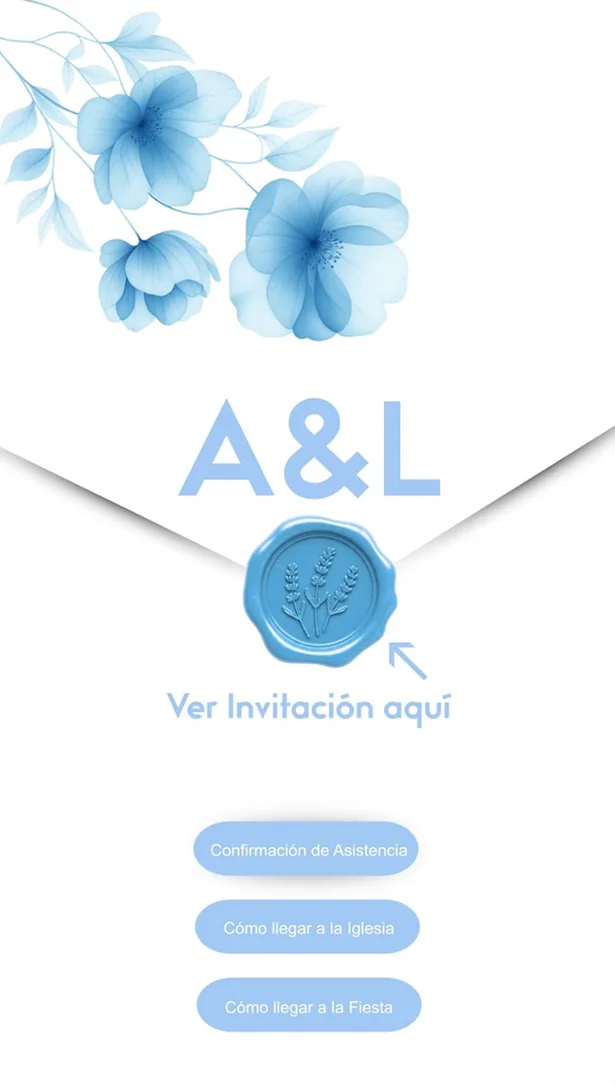 A&L
Ver Invitación aquí
Confirmación de Asistencia
Cómo llegar a la Iglesia
Cómo llegar a la Fiesta